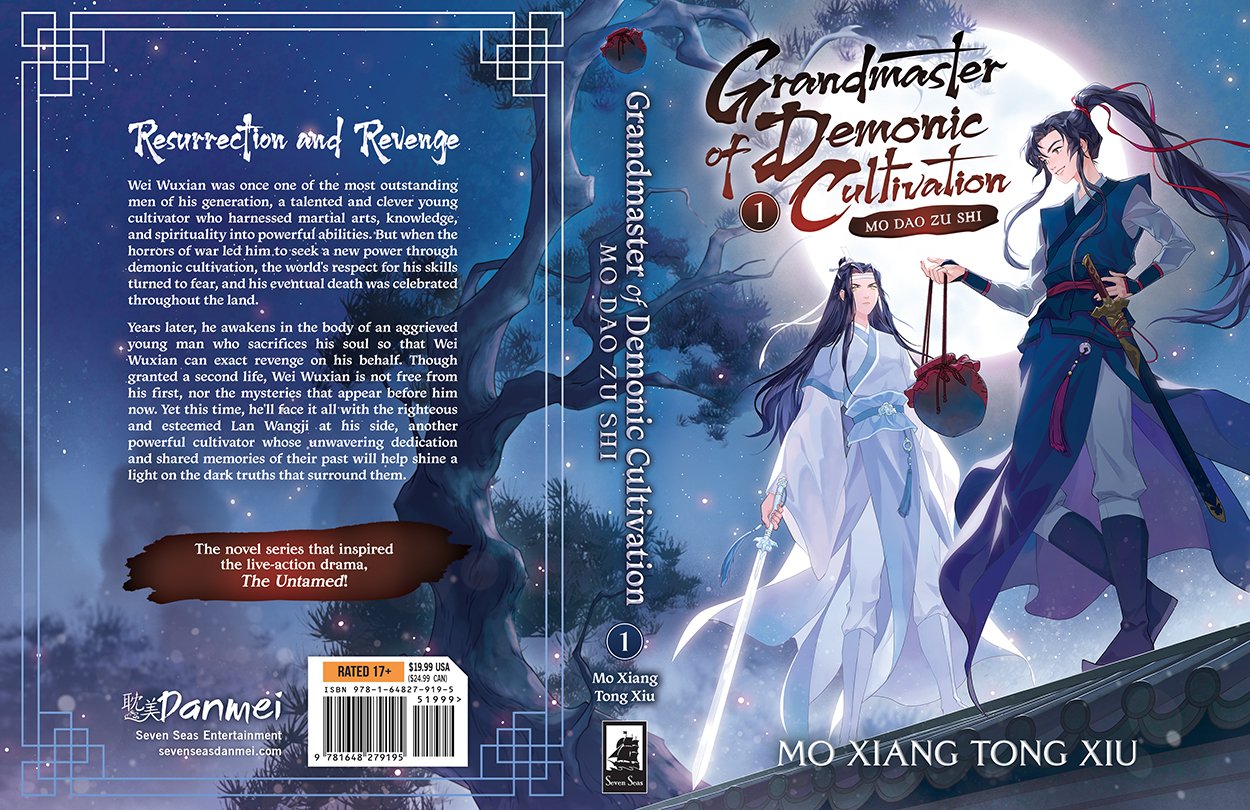 Resurrection and Revenge
Wei Wuxian was once one of the most outstanding
men of his generation, a talented and clever young
cultivator who harnessed martial arts, knowledge,
and spirituality into powerful abilities. But when the
horrors of war led him to seek a new power through
demonic cultivation, the world's respect for his skills
turned to fear, and his eventual death was celebrated
throughout the land.
Years later, he awakens in the body of an aggrieved
young man who sacrifices his soul so that Wei
Wuxian can exact revenge on his behalf. Though
granted a second life, Wei Wuxian is not free from
his first, nor the mysteries that appear before him
now. Yet this time, he'll face it all with the righteous
and esteemed Lan Wangji at his side, another
powerful cultivator whose unwavering dedication
and shared memories of their past will help shine a
light on the dark truths that surround them.
The novel series that inspired
the live-action drama,
The Untamed!
耽美 Danmei
Seven Seas Entertainment
sevenseasdanmei.com
RATED 17+
$19.99 USA
($24.99 CAN)
ISBN 978-1-64827-919-5
51999>
9 781648 279195
Grandmaster of Demonic Cultivation
MO DAO ZU SHI
1
Mo Xiang
Tong Xiu
Seven Seas
Grandmaster
of Demonic
1 Cultivation
MO DAO ZU SHI
MO XIANG TONG XIU